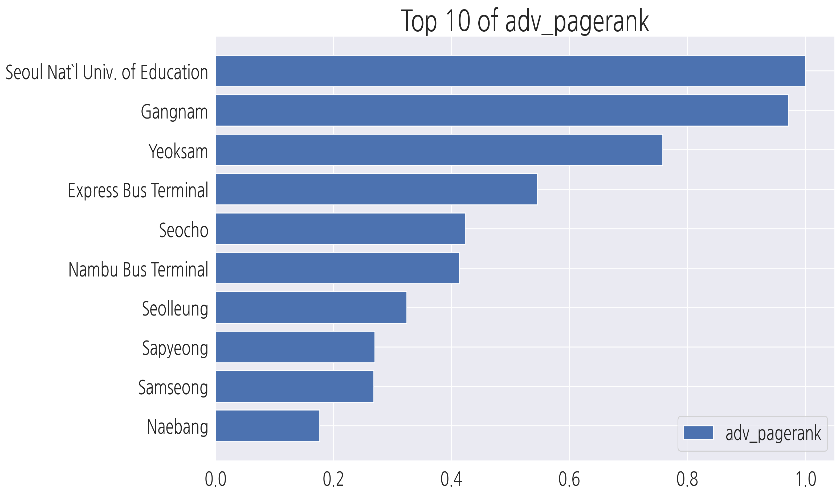 Top 10 of adv_pagerank
Seoul Nat`l Univ. of Education
Gangnam
Yeoksam
Express Bus Terminal
Seocho
Nambu Bus Terminal
Seolleung
Sapyeong
Samseong
Naebang
adv_pagerank
0.0 0.2 0.4 0.6 0.8 1.0